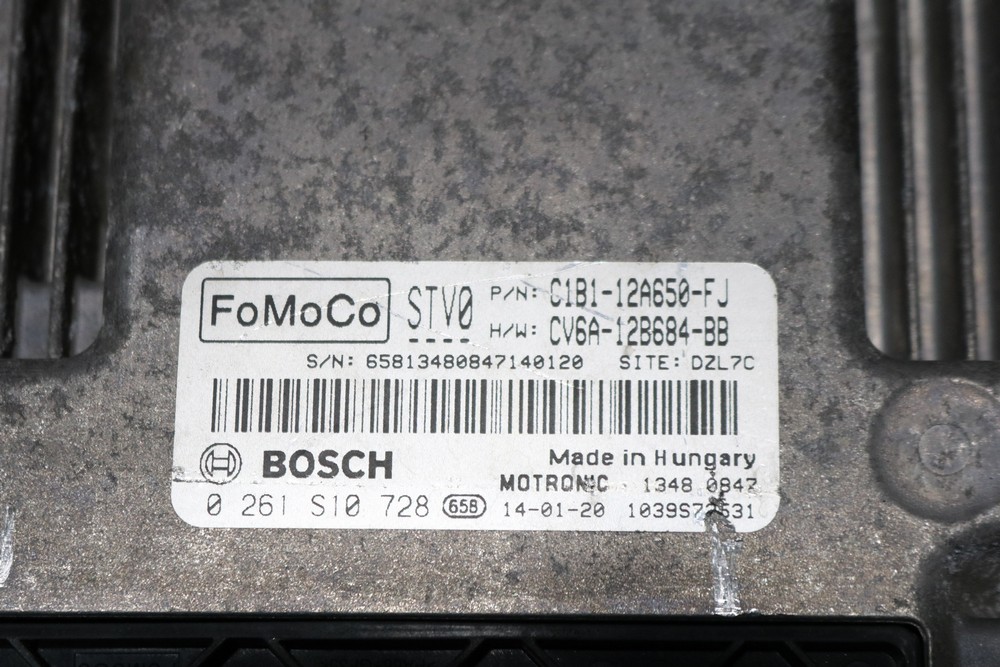 FoMoCo STV0 P/N: C1B1-12A650-FJ
H/W: CV6A-12B684-BB
S/N: 65813480847140120 SITE: DZL7C
BOSCH Made in Hungary
MOTRONIC 1348 0847
0 261 S10 728 658 14-01-20